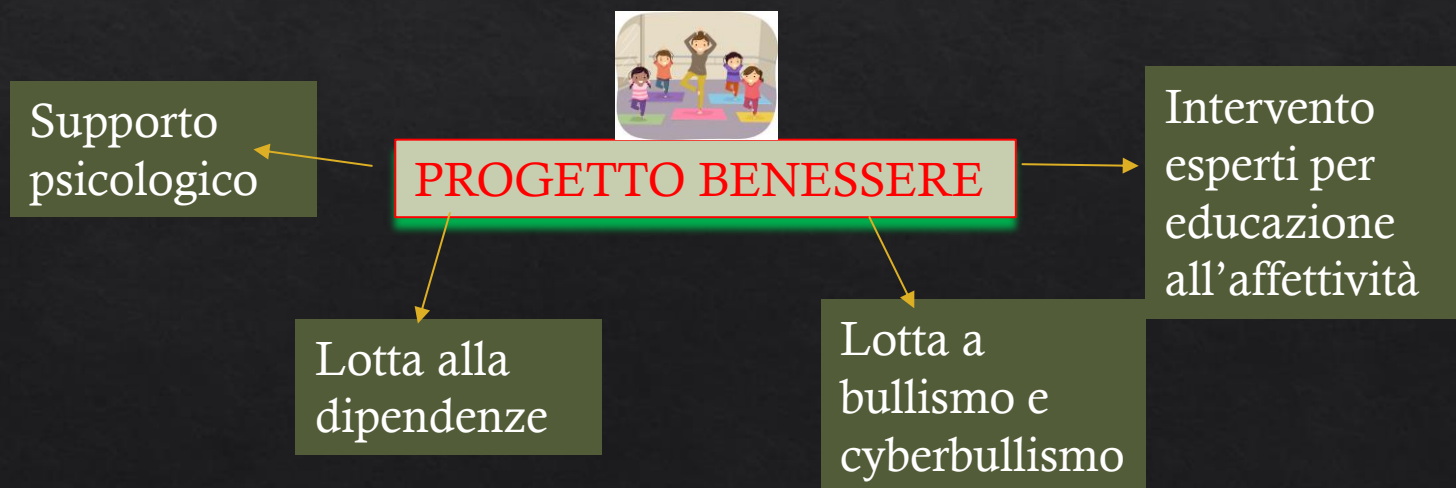 PROGETTO BENESSERE
Supporto
psicologico
Lotta alla
dipendenze
Lotta a
bullismo e
cyberbullismo
Intervento
esperti per
educazione
all’affettività